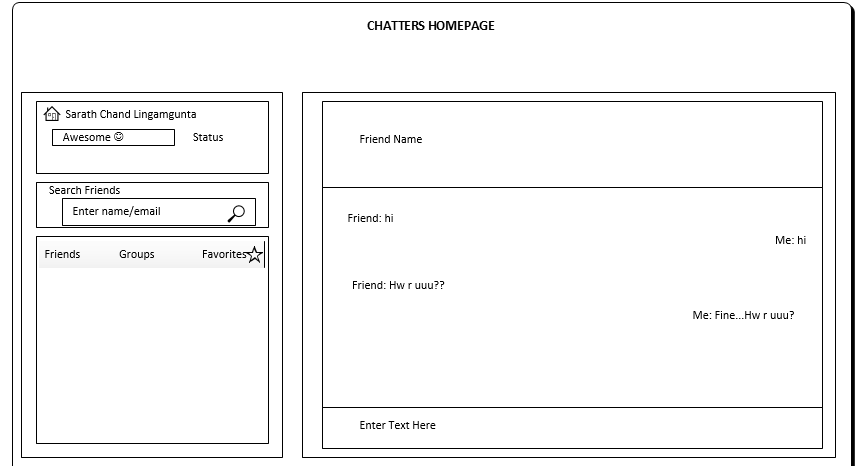 CHATTERS HOMEPAGE
Sarath Chand Lingamgunta
Awesome ☺ Status
Search Friends
Enter name/email
Friends Groups Favorites
Friend Name
Friend: hi
Me: hi
Friend: Hw r uuu??
Me: Fine...Hw r uuu?
Enter Text Here